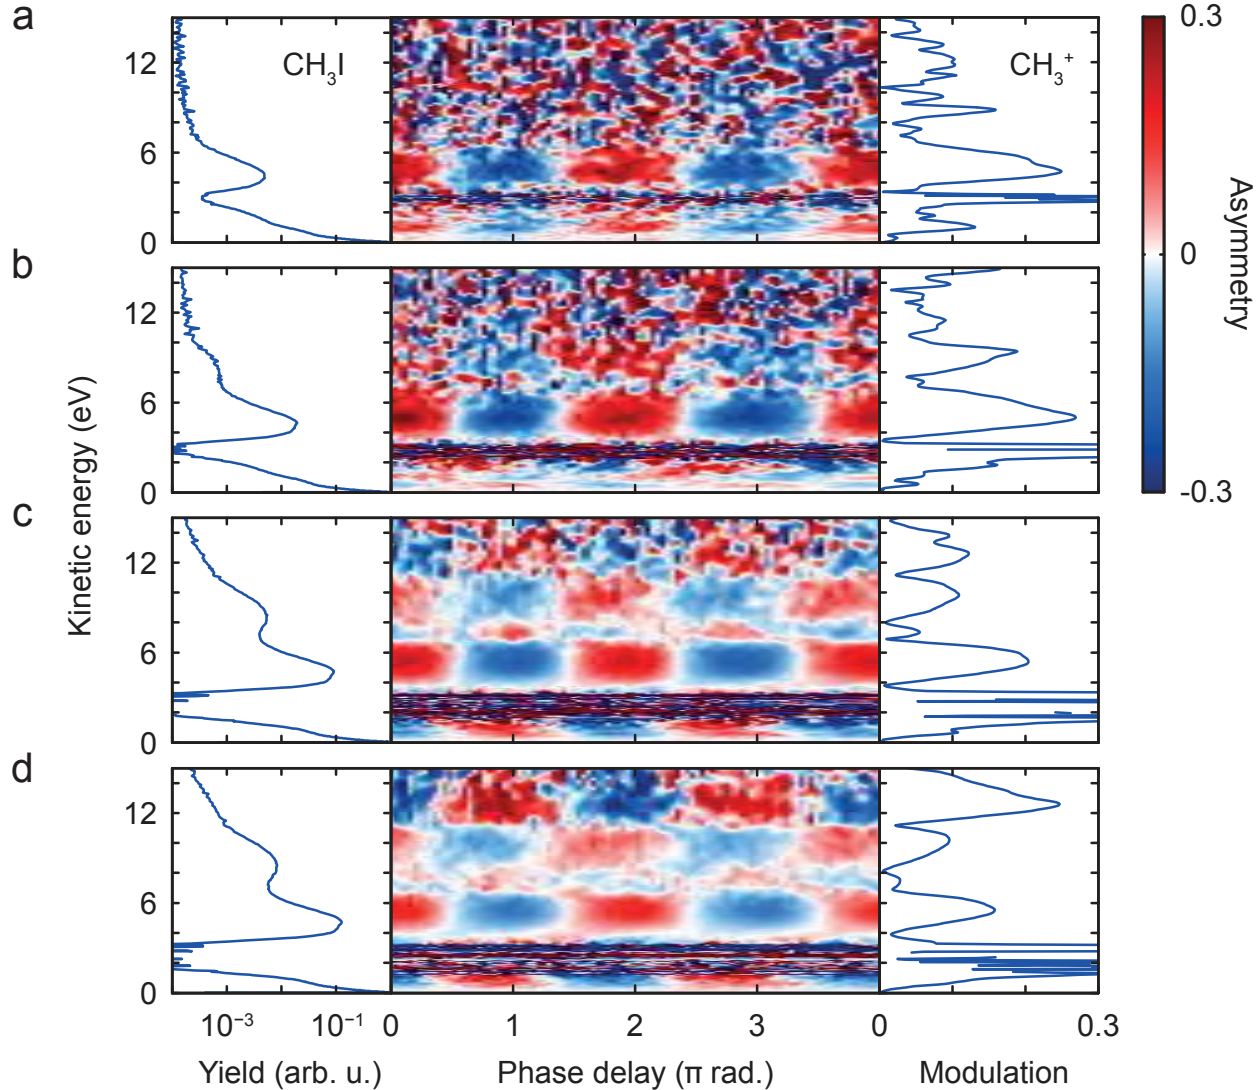 a
CH₃I
CH₃⁺
12
6
0
0.3
0
-0.3
Asymmetry
b
12
6
0
c
12
6
0
d
12
6
0
Kinetic energy (eV)
10⁻³ 10⁻¹ 0 1 2 3 0 0.3
Yield (arb. u.) Phase delay (π rad.) Modulation